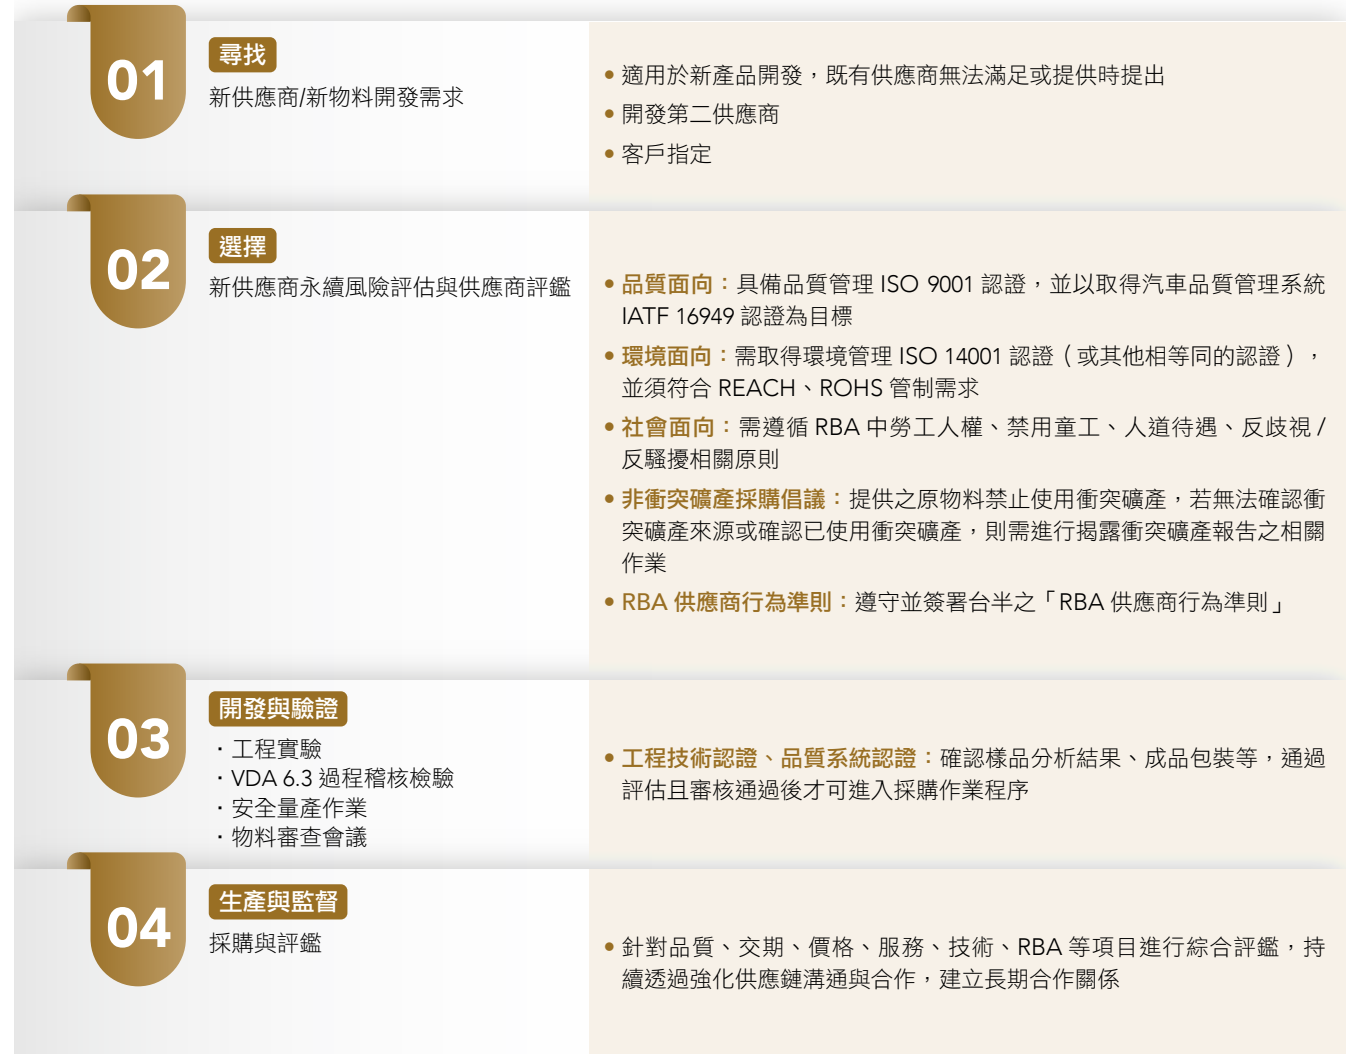 01
尋找
新供應商/新物料開發需求
• 適用於新產品開發，既有供應商無法滿足或提供時提出
• 開發第二供應商
• 客戶指定
02
選擇
新供應商永續風險評估與供應商評鑑
• 品質面向：具備品質管理 ISO 9001 認證，並以取得汽車品質管理系統
IATF 16949 認證為目標
• 環境面向：需取得環境管理 ISO 14001 認證（或其他相等同的認證），
並須符合 REACH、ROHS 管制需求
• 社會面向：需遵循 RBA 中勞工人權、禁用童工、人道待遇、反歧視 /
反騷擾相關原則
• 非衝突礦產採購倡議：提供之原物料禁止使用衝突礦產，若無法確認衝
突礦產來源或確認已使用衝突礦產，則需進行揭露衝突礦產報告之相關
作業
• RBA 供應商行為準則：遵守並簽署台半之「RBA 供應商行為準則」
03
開發與驗證
・工程實驗
・VDA 6.3 過程稽核檢驗
・安全量產作業
・物料審查會議
• 工程技術認證、品質系統認證：確認樣品分析結果、成品包裝等，通過
評估且審核通過後才可進入採購作業程序
04
生產與監督
採購與評鑑
• 針對品質、交期、價格、服務、技術、RBA 等項目進行綜合評鑑，持
續透過強化供應鏈溝通與合作，建立長期合作關係